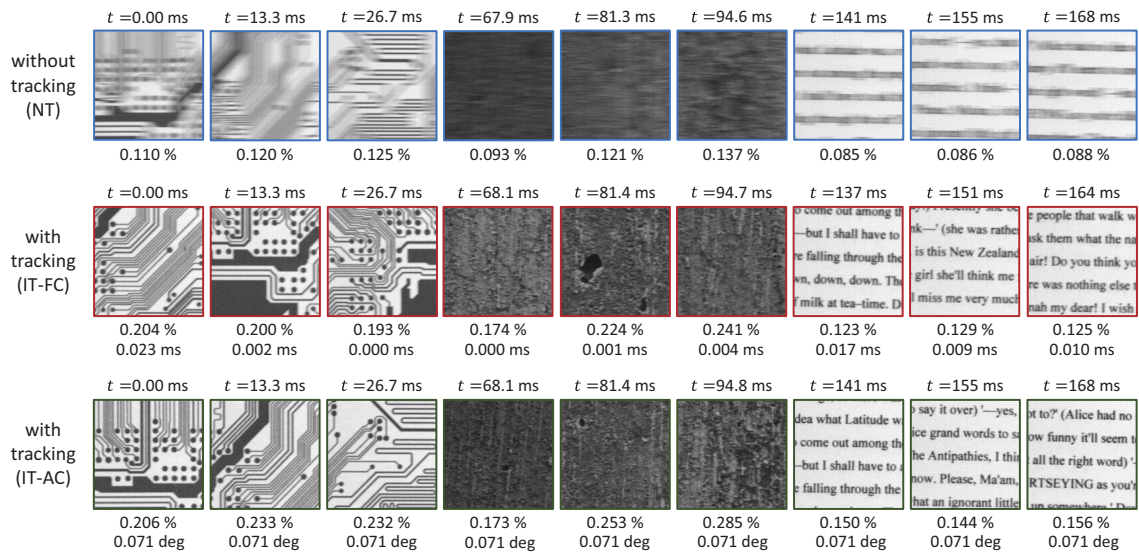 t =0.00 ms t =13.3 ms t =26.7 ms t =67.9 ms t =81.3 ms t =94.6 ms t =141 ms t =155 ms t =168 ms
without
tracking
(NT)
0.110 % 0.120 % 0.125 % 0.093 % 0.121 % 0.137 % 0.085 % 0.086 % 0.088 %
t =0.00 ms t =13.3 ms t =26.7 ms t =68.1 ms t =81.4 ms t =94.7 ms t =137 ms t =151 ms t =164 ms
with
tracking
(IT-FC)
come out among th
—but I shall have to
re falling through the
wn, down, down. The
f milk at tea–time. D
nk—' (she was rather
is this New Zealand
girl she'll think me
I miss me very much
e people that walk w
ask them what the na
air! Do you think yo
re was nothing else t
nah my dear! I wish
0.204 % 0.200 % 0.193 % 0.174 % 0.224 % 0.241 % 0.123 % 0.129 % 0.125 %
0.023 ms 0.002 ms 0.000 ms 0.000 ms 0.001 ms 0.004 ms 0.017 ms 0.009 ms 0.010 ms
t =0.00 ms t =13.3 ms t =26.7 ms t =68.1 ms t =81.4 ms t =94.8 ms t =141 ms t =155 ms t =168 ms
with
tracking
(IT-AC)
dea what Latitude w
come out among the
—but I shall have to
e falling through the
say it over) '—yes,
ice grand words to sa
he Antipathies, I thin
now. Please, Ma'am,
hat an ignorant little
ot to?' (Alice had no
ow funny it'll seem t
all the right word) '-
RTSEYING as you'r
0.206 % 0.233 % 0.232 % 0.173 % 0.253 % 0.285 % 0.150 % 0.144 % 0.156 %
0.071 deg 0.071 deg 0.071 deg 0.071 deg 0.071 deg 0.071 deg 0.071 deg 0.071 deg 0.071 deg